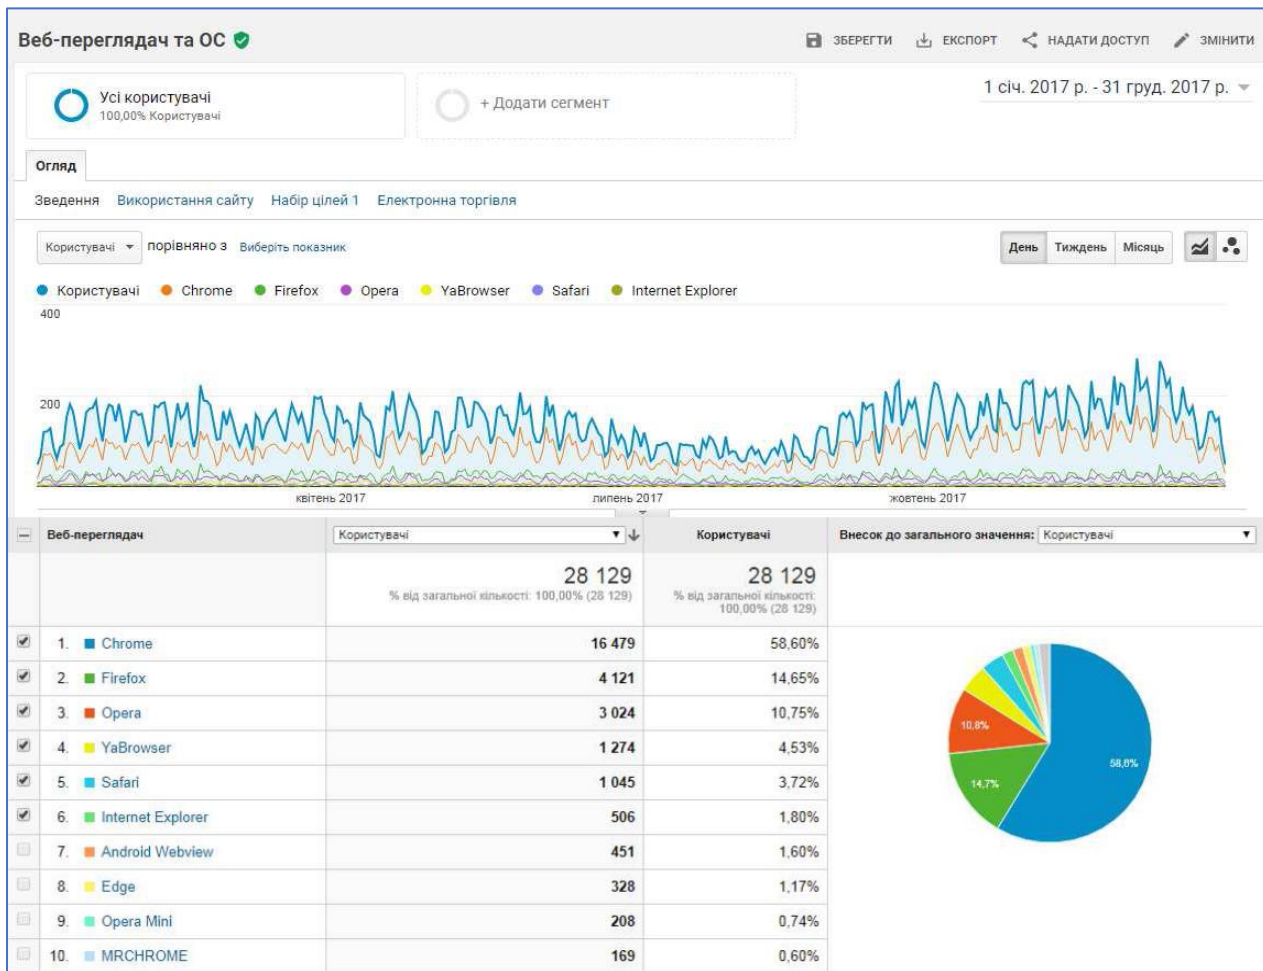 Веб-переглядач та ОС
ЗБЕРЕГТИ ЕКСПОРТ НАДАТИ ДОСТУП ЗМІНИТИ
Усі користувачі
100,00% Користувачі
+ Додати сегмент
1 січ. 2017 р. - 31 груд. 2017 р.
Огляд
Зведення Використання сайту Набір цілей 1 Електронна торгівля
Користувачі порівняно з Виберіть показник
День Тиждень Місяць
Користувачі Chrome Firefox Opera YaBrowser Safari Internet Explorer
400
200
квітень 2017 липень 2017 жовтень 2017
Веб-переглядач Користувачі Користувачі Внесок до загального значення: Користувачі
28 129 28 129
% від загальної кількості: 100,00% (28 129) % від загальної кількості:
100,00% (28 129)
1. Chrome 16 479 58,60%
2. Firefox 4 121 14,65%
3. Opera 3 024 10,75%
4. YaBrowser 1 274 4,53%
5. Safari 1 045 3,72%
6. Internet Explorer 506 1,80%
7. Android Webview 451 1,60%
8. Edge 328 1,17%
9. Opera Mini 208 0,74%
10. MRCHROME 169 0,60%
10,8%
58,6%
14,7%